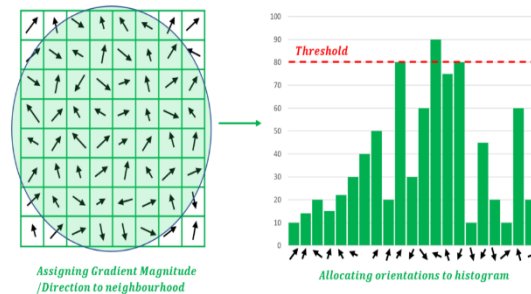 100
90
Threshold
80
70
60
50
40
30
20
10
0
Assigning Gradient Magnitude
/Direction to neighbourhood
Allocating orientations to histogram